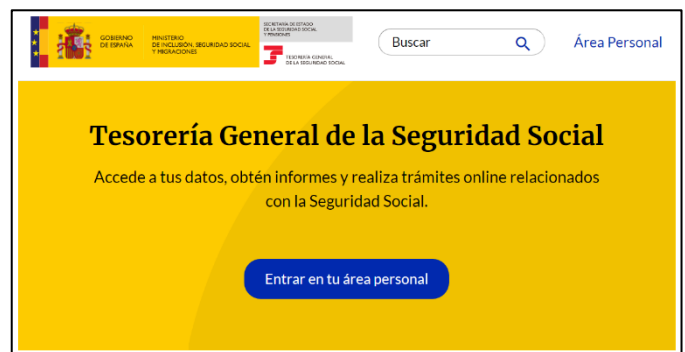 GOBIERNO
DE ESPAÑA
MINISTERIO
DE INCLUSIÓN, SEGURIDAD SOCIAL
Y MIGRACIONES
SECRETARÍA DE ESTADO
DE LA SEGURIDAD SOCIAL
Y PENSIONES
TESORERÍA GENERAL
DE LA SEGURIDAD SOCIAL
Buscar
Área Personal
Tesorería General de la Seguridad Social
Accede a tus datos, obtén informes y realiza trámites online relacionados
con la Seguridad Social.
Entrar en tu área personal